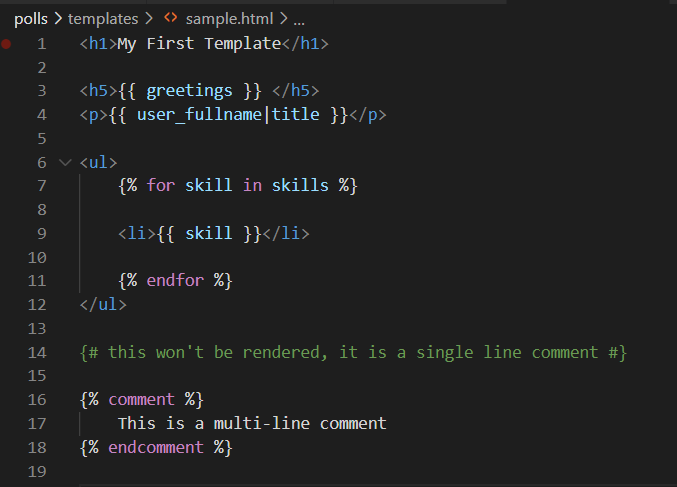 polls > templates > <> sample.html > ...
1 <h1>My First Template</h1>
2
3 <h5>{{ greetings }} </h5>
4 <p>{{ user_fullname|title }}</p>
5
6 <ul>
7 {% for skill in skills %}
8
9 <li>{{ skill }}</li>
10
11 {% endfor %}
12 </ul>
13
14 {# this won't be rendered, it is a single line comment #}
15
16 {% comment %}
17 This is a multi-line comment
18 {% endcomment %}
19